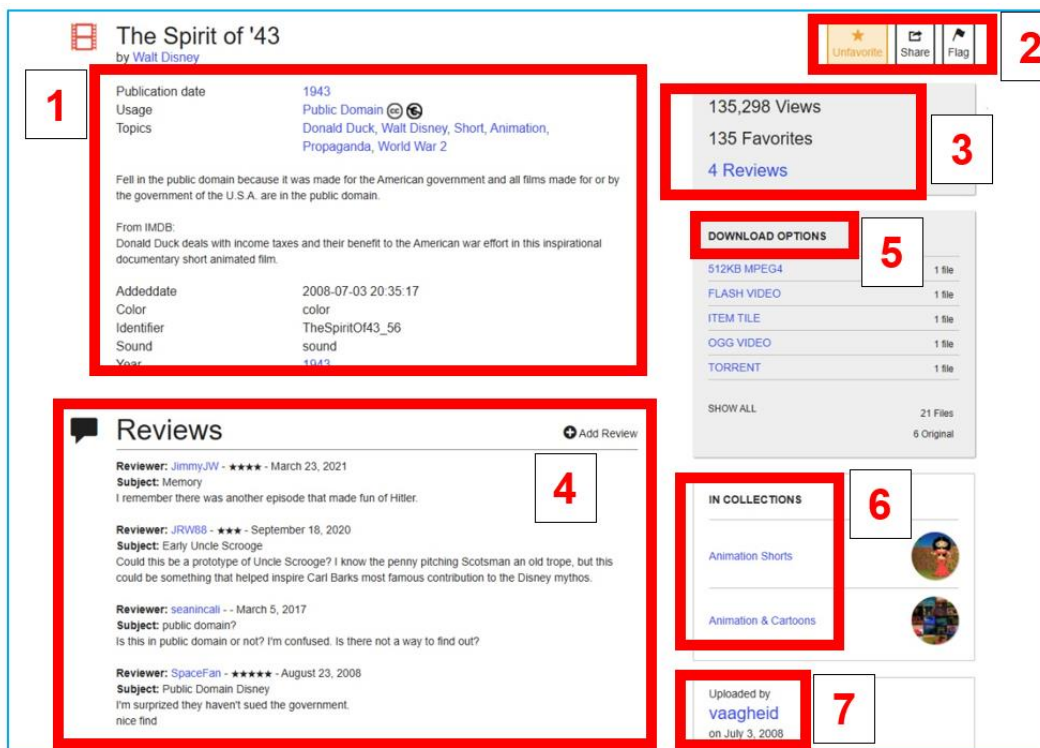 The Spirit of '43
by Walt Disney
1
Publication date 1943
Usage Public Domain
Topics Donald Duck, Walt Disney, Short, Animation,
Propaganda, World War 2
Fell in the public domain because it was made for the American government and all films made for or by
the government of the U.S.A. are in the public domain.
From IMDB:
Donald Duck deals with income taxes and their benefit to the American war effort in this inspirational
documentary short animated film.
Addeddate 2008-07-03 20:35:17
Color color
Identifier TheSpiritOf43_56
Sound sound
Year 1943
Reviews
Add Review
4
Reviewer: JimmyJW - ★★★★ - March 23, 2021
Subject: Memory
I remember there was another episode that made fun of Hitler.
Reviewer: JRW88 - ★★★ - September 18, 2020
Subject: Early Uncle Scrooge
Could this be a prototype of Uncle Scrooge? I know the penny pitching Scotsman an old trope, but this
could be something that helped inspire Carl Barks most famous contribution to the Disney mythos.
Reviewer: seanincali - - March 5, 2017
Subject: public domain?
Is this in public domain or not? I'm confused. Is there not a way to find out?
Reviewer: SpaceFan - ★★★★★ - August 23, 2008
Subject: Public Domain Disney
I'm surprized they haven't sued the government.
nice find
Unfavorite Share Flag
2
135,298 Views
135 Favorites
4 Reviews
3
DOWNLOAD OPTIONS
5
512KB MPEG4 1 file
FLASH VIDEO 1 file
ITEM TILE 1 file
OGG VIDEO 1 file
TORRENT 1 file
SHOW ALL 21 Files
6 Original
IN COLLECTIONS
6
Animation Shorts
Animation & Cartoons
Uploaded by
vaagheid
on July 3, 2008
7